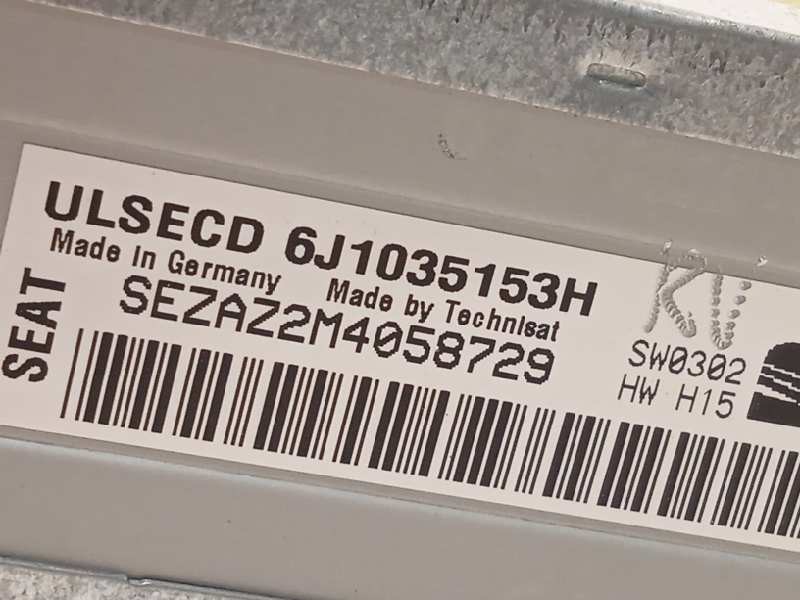 ULSECD 6J1035153H
Made in Germany Made by Technisat
SEZAZ2M4058729
SEAT
SW0302
HW H15